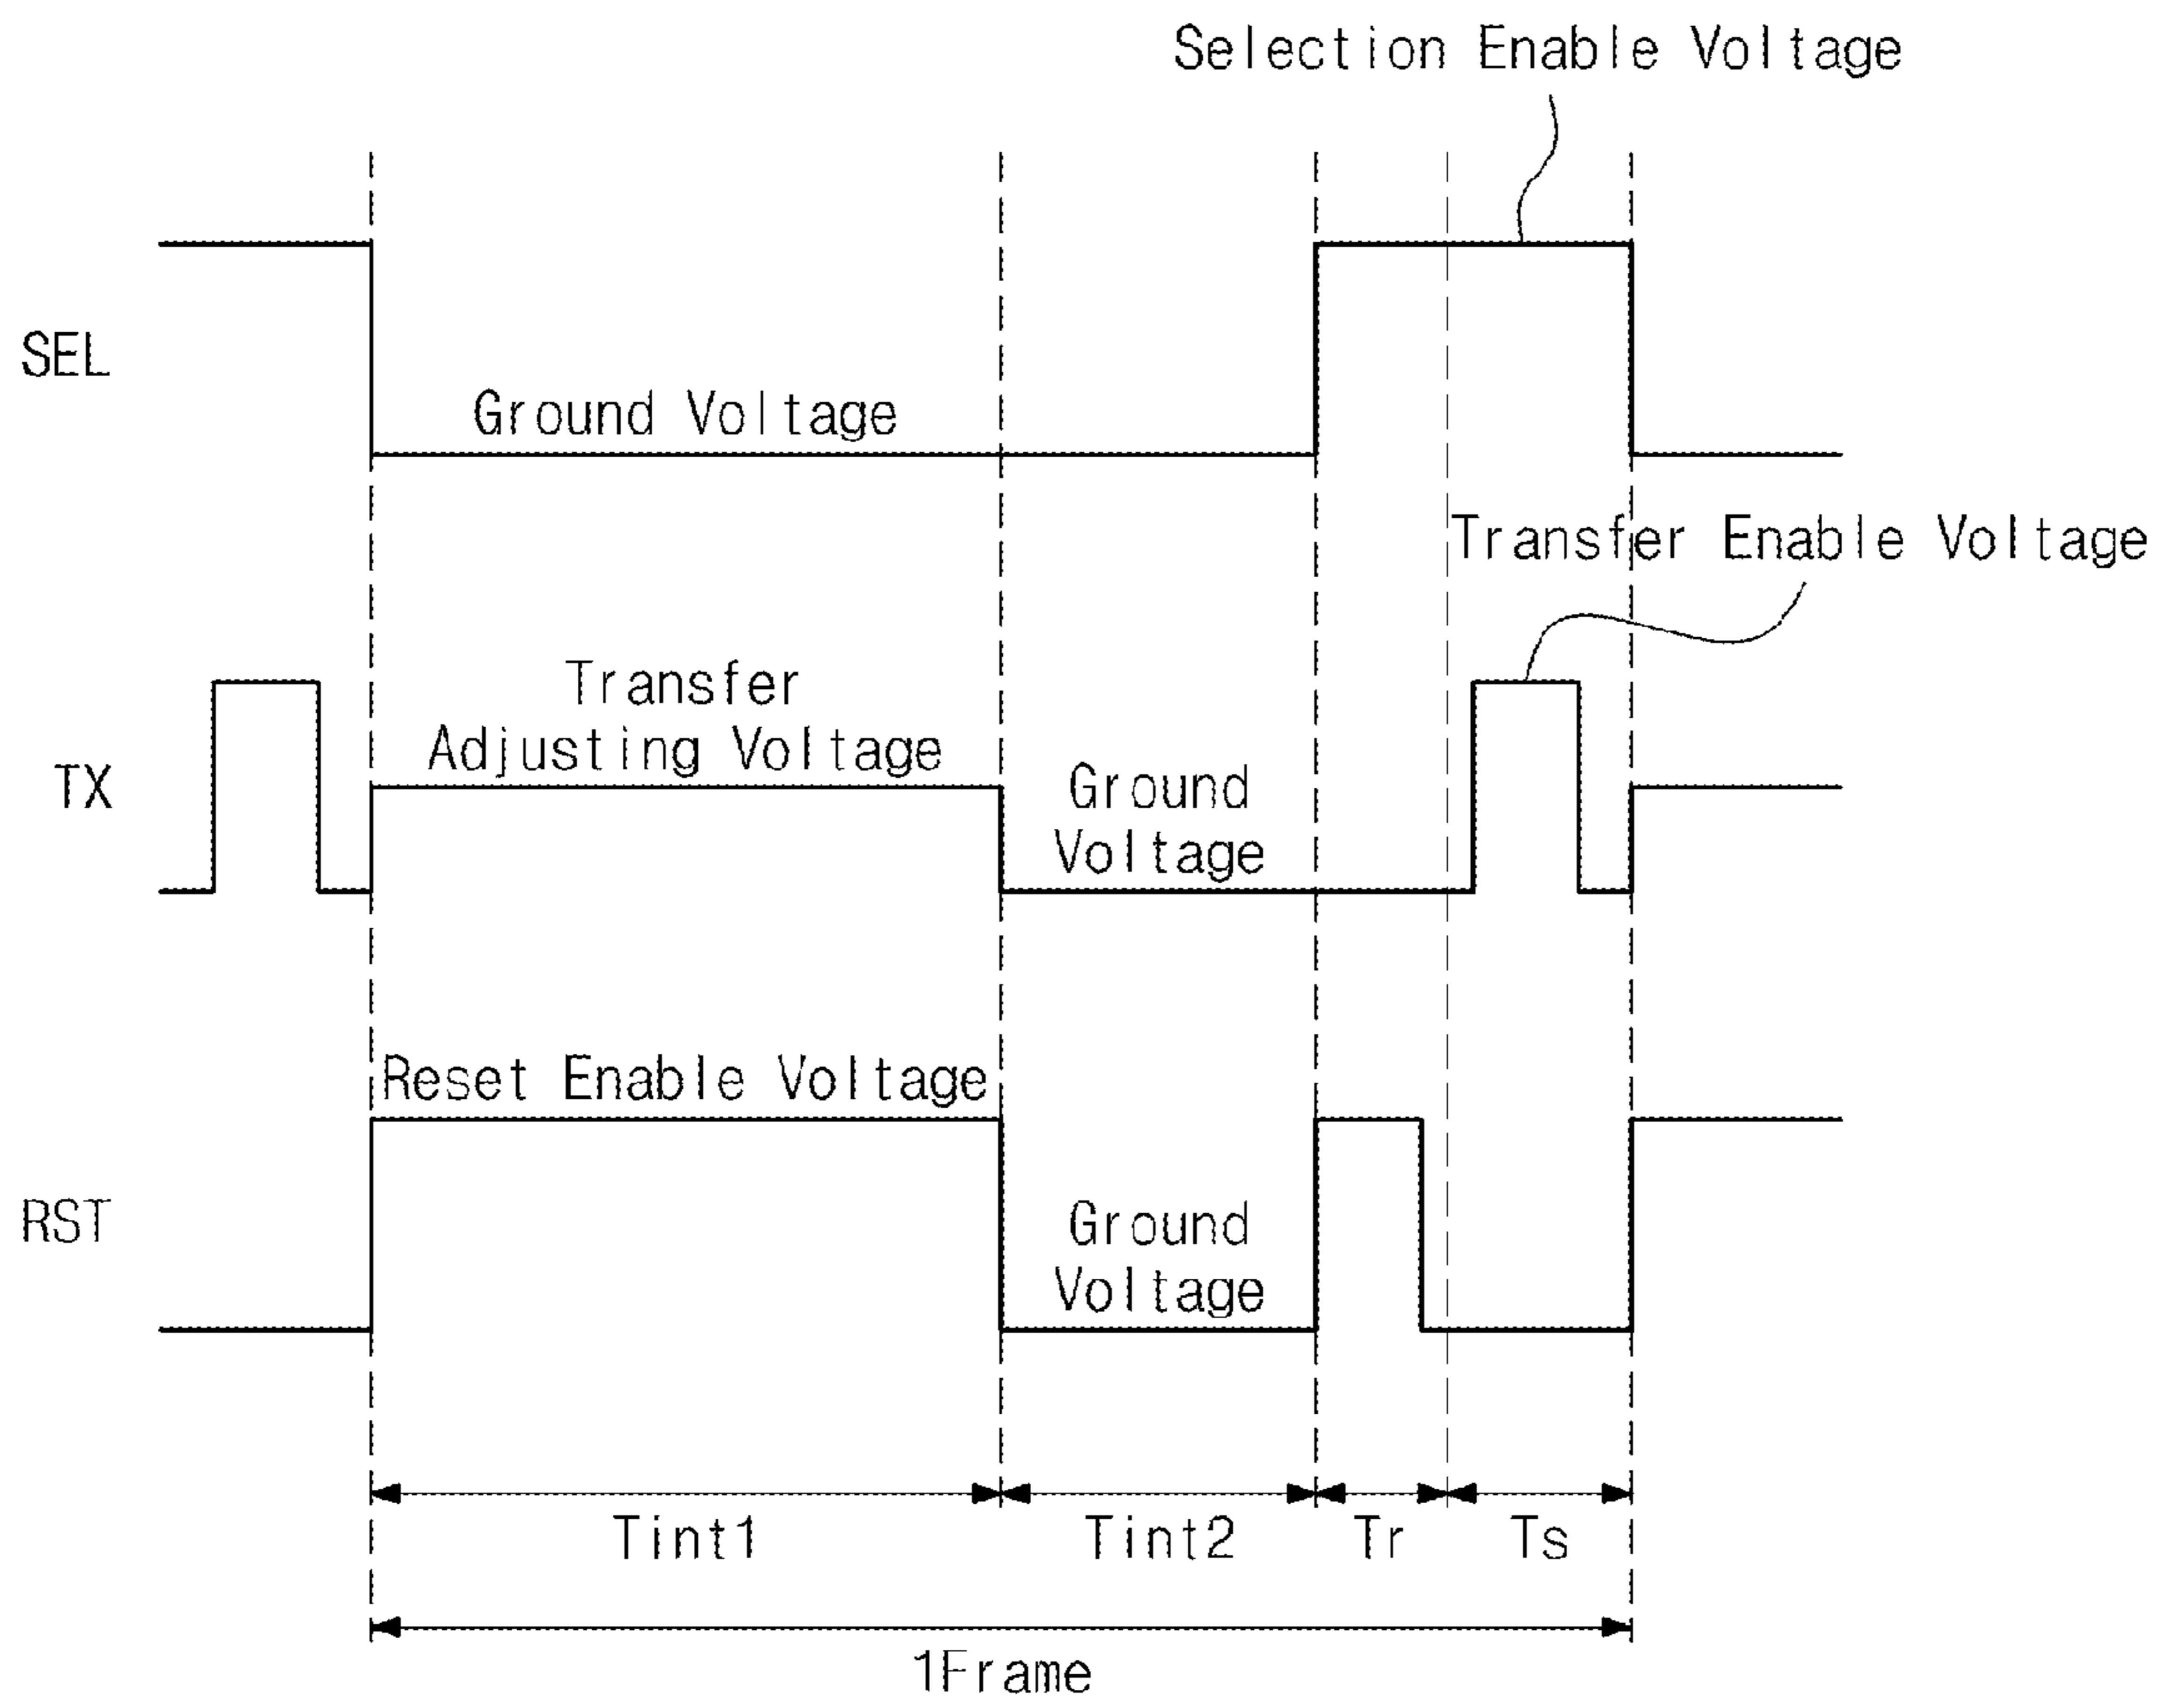 Selection Enable Voltage
SEL
Ground Voltage
Transfer Enable Voltage
Transfer
Adjusting Voltage
TX
Ground
Voltage
Reset Enable Voltage
RST
Ground
Voltage
Tint1
Tint2
Tr
Ts
1Frame